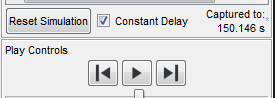 Reset Simulation Constant Delay Captured to:
150.146 s
Play Controls